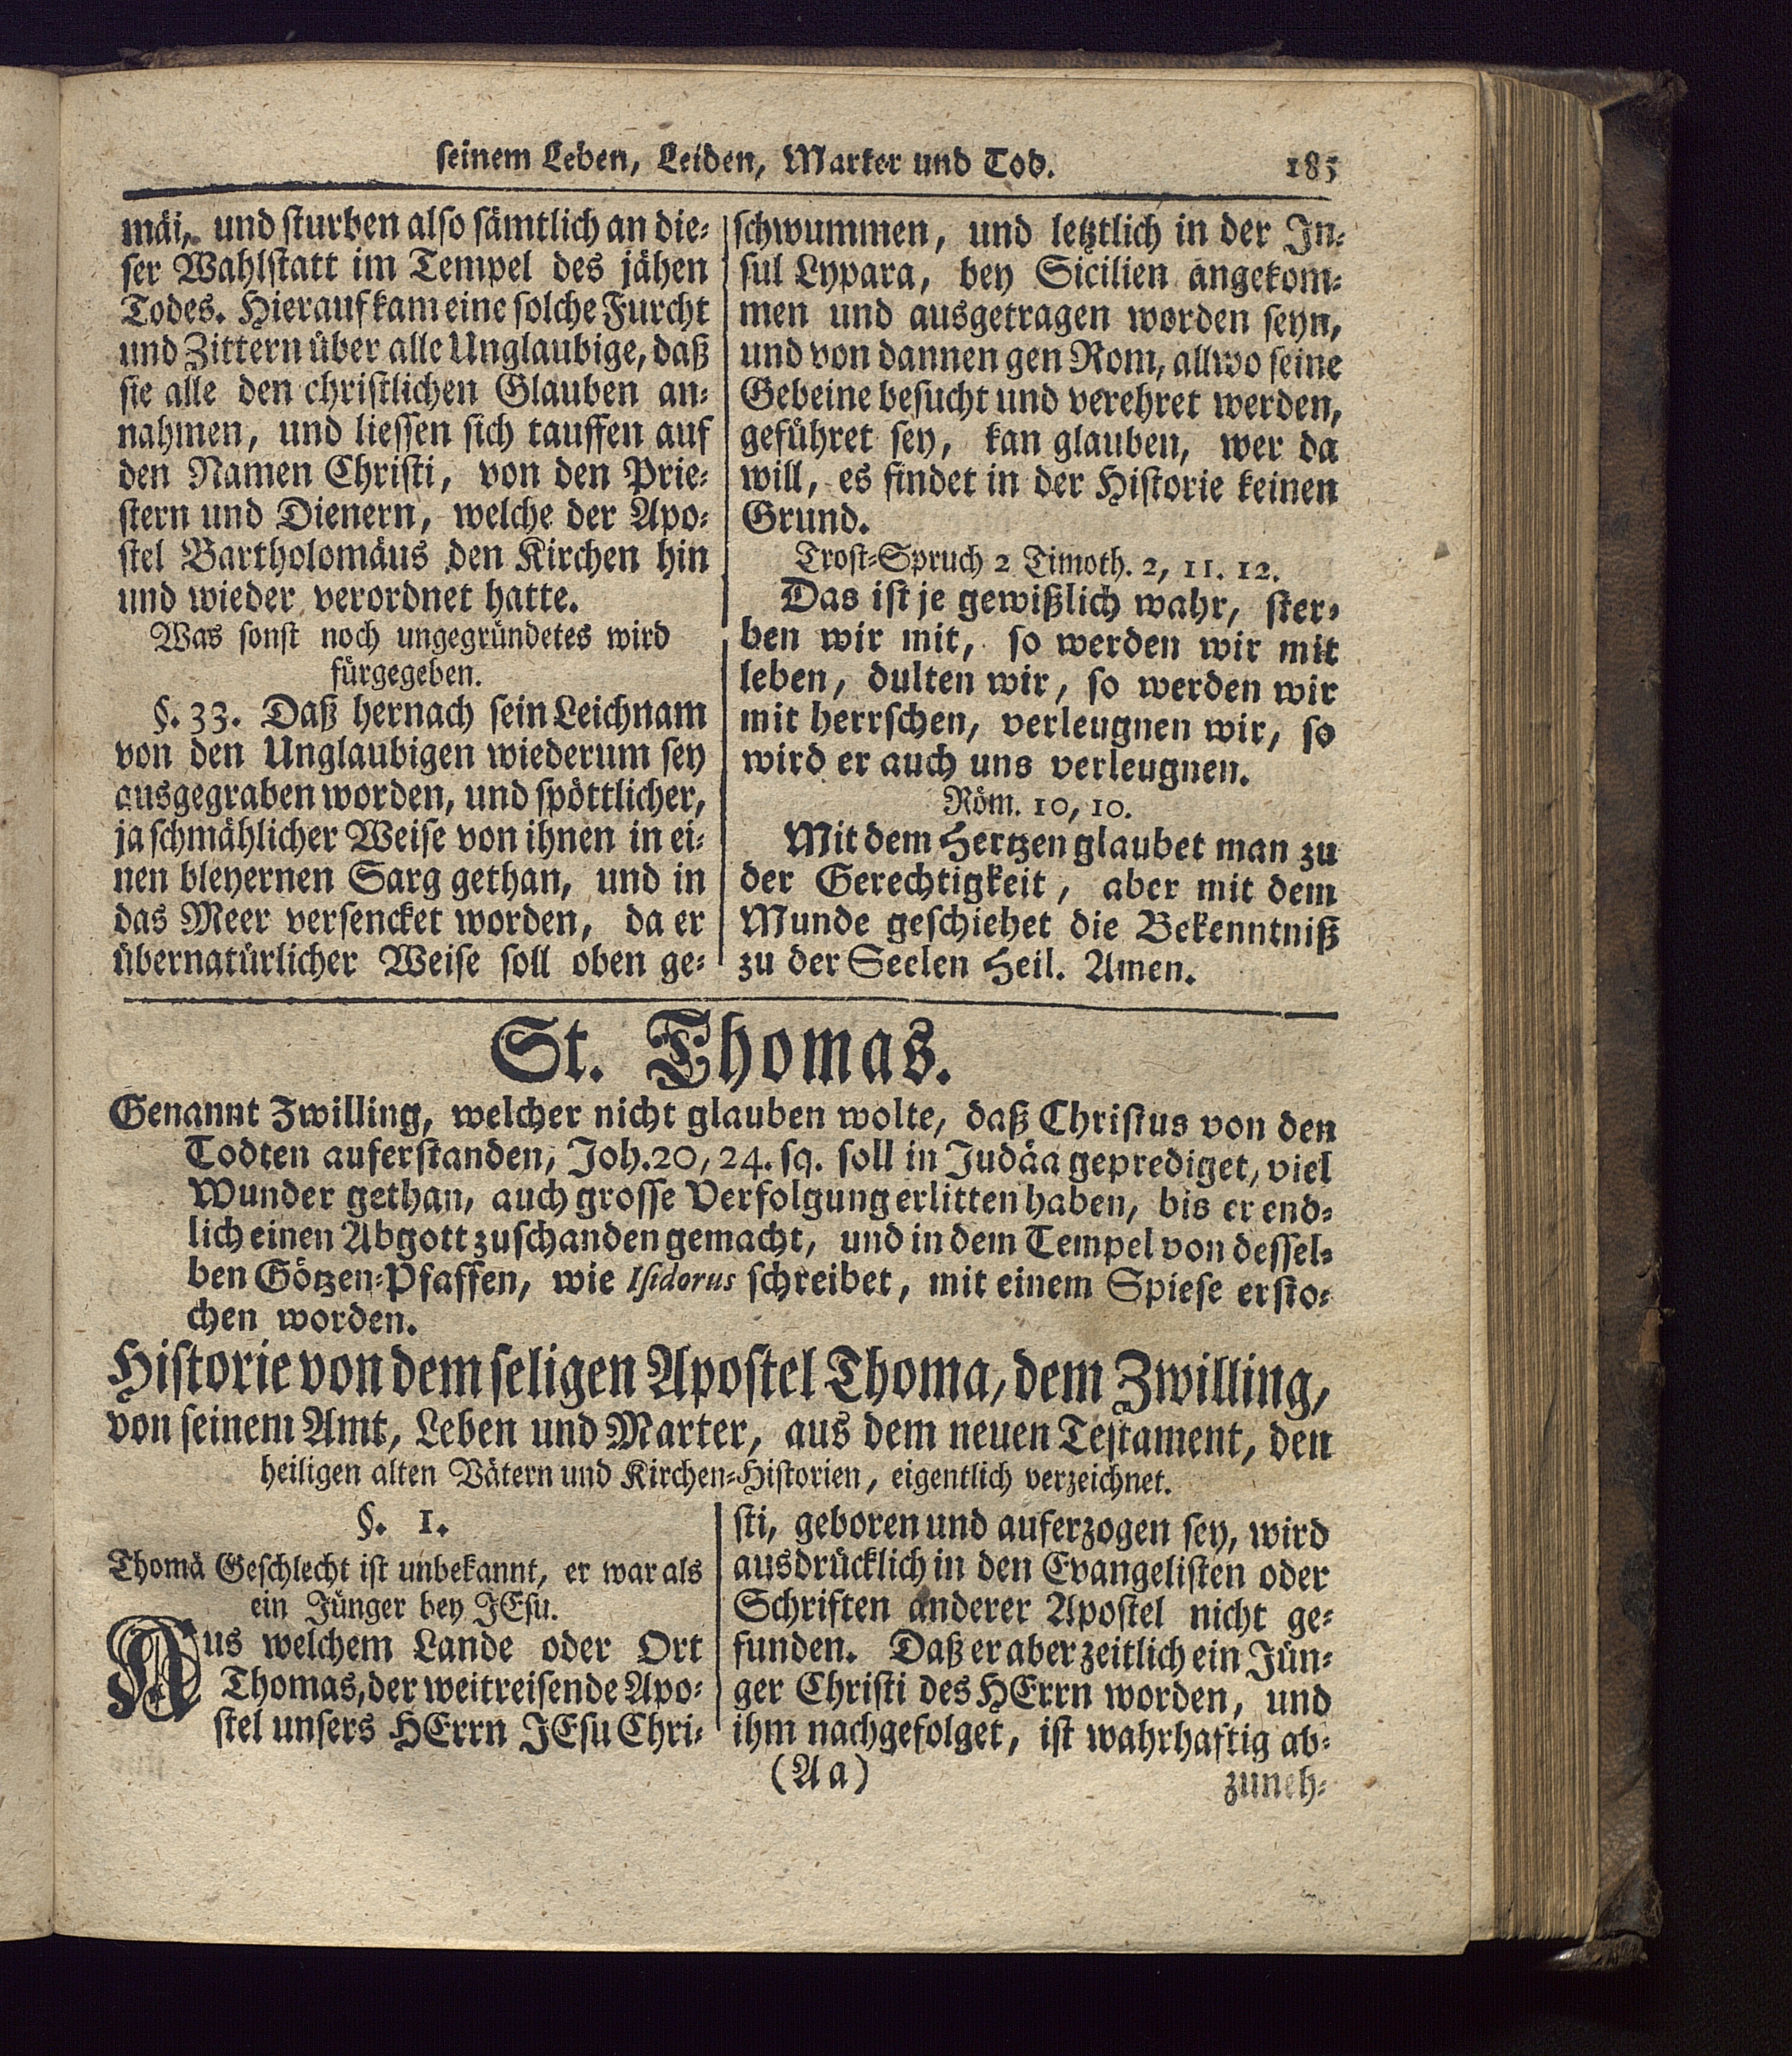 seinem Leben, Leiden, Marter und Tod. 185
mäi, und sturben also sämtlich an die-
ser Wahlstatt im Tempel des jähen
Todes. Hierauf kam eine solche Furcht
und Zittern über alle Unglaubige, daß
sie alle den christlichen Glauben an-
nahmen, und liessen sich tauffen auf
den Namen Christi, von den Prie-
stern und Dienern, welche der Apo-
stel Bartholomäus den Kirchen hin
und wieder verordnet hatte.
Was sonst noch ungegründetes wird
fürgegeben.
§. 33. Daß hernach sein Leichnam
von den Unglaubigen wiederum sey
ausgegraben worden, und spöttlicher,
ja schmählicher Weise von ihnen in ei-
nen bleyernen Sarg gethan, und in
das Meer versencket worden, da er
übernatürlicher Weise soll oben ge-
schwummen, und letztlich in der In-
sul Lypara, bey Sicilien angekom-
men und ausgetragen worden seyn,
und von dannen gen Rom, allwo seine
Gebeine besucht und verehret werden,
geführet sey, kan glauben, wer da
will, es findet in der Historie keinen
Grund.
Trost-Spruch 2 Timoth. 2, 11. 12.
Das ist je gewißlich wahr, ster-
ben wir mit, so werden wir mit
leben, dulten wir, so werden wir
mit herrschen, verleugnen wir, so
wird er auch uns verleugnen.
Röm. 10, 10.
Mit dem Hertzen glaubet man zu
der Gerechtigkeit, aber mit dem
Munde geschiehet die Bekenntniß
zu der Seelen Heil. Amen.
St. Thomas.
Genannt Zwilling, welcher nicht glauben wolte, daß Christus von den
Todten auferstanden, Joh. 20, 24. sq. soll in Judäa geprediget, viel
Wunder gethan, auch grosse Verfolgung erlitten haben, bis er end-
lich einen Abgott zuschanden gemacht, und in dem Tempel von dessel-
ben Götzen-Pfaffen, wie Isidorus schreibet, mit einem Spiese ersto-
chen worden.
Historie von dem seligen Apostel Thoma, dem Zwilling,
von seinem Amt, Leben und Marter, aus dem neuen Testament, den
heiligen alten Vätern und Kirchen-Historien, eigentlich verzeichnet.
§. 1.
Thomä Geschlecht ist unbekannt, er war als
ein Jünger bey JEsu.
Aus welchem Lande oder Ort
Thomas, der weitreisende Apo-
stel unsers HErrn JEsu Chri-
sti, geboren und auferzogen sey, wird
ausdrücklich in den Evangelisten oder
Schriften anderer Apostel nicht ge-
funden. Daß er aber zeitlich ein Jün-
ger Christi des HErrn worden, und
ihm nachgefolget, ist wahrhaftig ab-
(Aa)
zuneh-